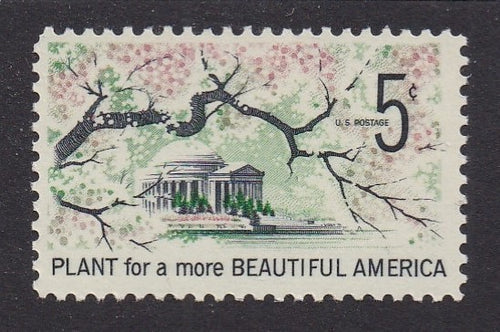 5¢
U.S. POSTAGE
PLANT for a more BEAUTIFUL AMERICA